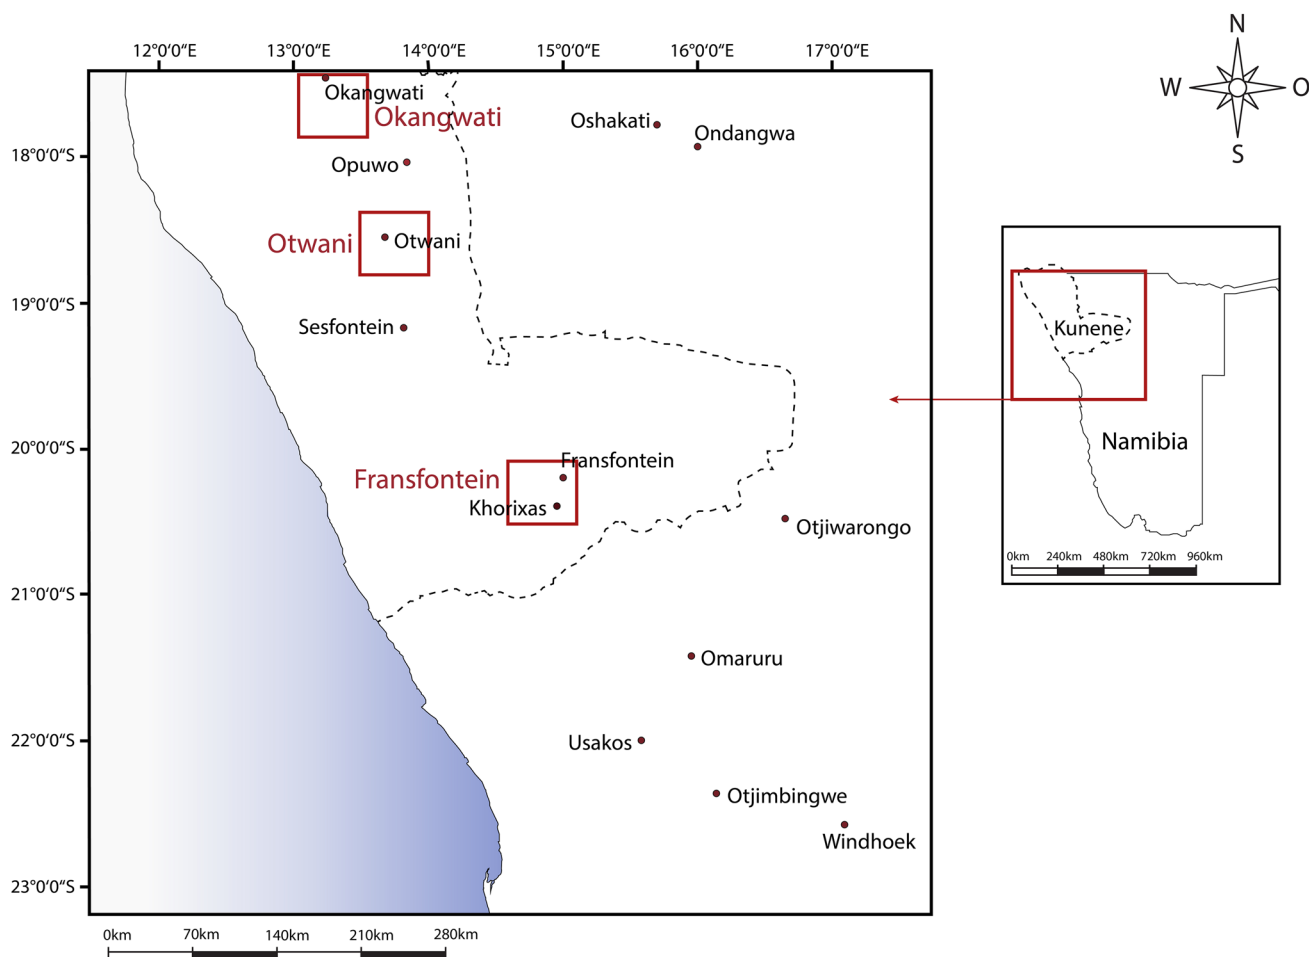 N
W
O
S
12°0'0"E 13°0'0"E 14°0'0"E 15°0'0"E 16°0'0"E 17°0'0"E
Okangwati
Okangwati
Oshakati
Ondangwa
18°0'0"S
Opuwo
Otwani
Otwani
19°0'0"S
Sesfontein
20°0'0"S
Fransfontein
Fransfontein
Khorixas
Otjiwarongo
21°0'0"S
Omaruru
22°0'0"S
Usakos
Otjimbingwe
Windhoek
23°0'0"S
0km 70km 140km 210km 280km
Kunene
Namibia
0km 240km 480km 720km 960km